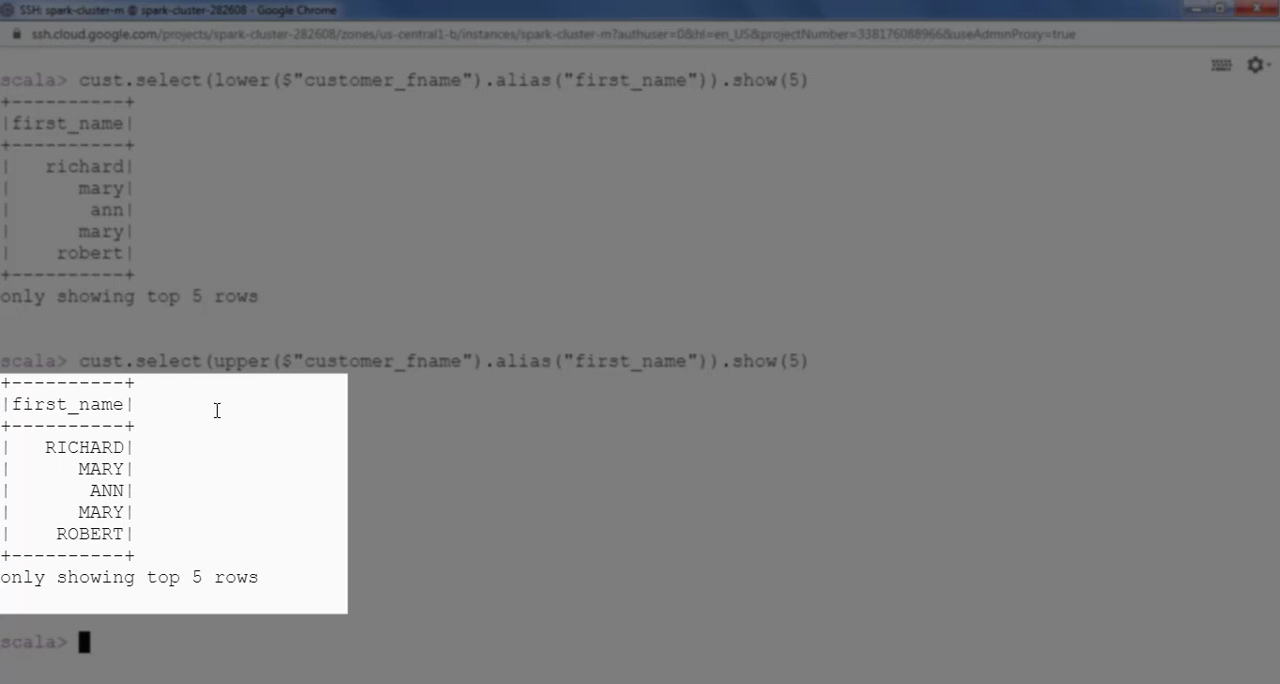 SSH: spark-cluster-m @ spark-cluster-282608 - Google Chrome
ssh.cloud.google.com/projects/spark-cluster-282608/zones/us-central1-b/instances/spark-cluster-m?authuser=0&hl=en_US&projectNumber=338176088966&useAdminProxy=true
scala> cust.select(lower($"customer_fname").alias("first_name")).show(5)
+----------+
|first_name|
+----------+
|   richard|
|      mary|
|       ann|
|      mary|
|    robert|
+----------+
only showing top 5 rows
scala> cust.select(upper($"customer_fname").alias("first_name")).show(5)
+----------+
|first_name|
+----------+
|   RICHARD|
|      MARY|
|       ANN|
|      MARY|
|    ROBERT|
+----------+
only showing top 5 rows
scala>